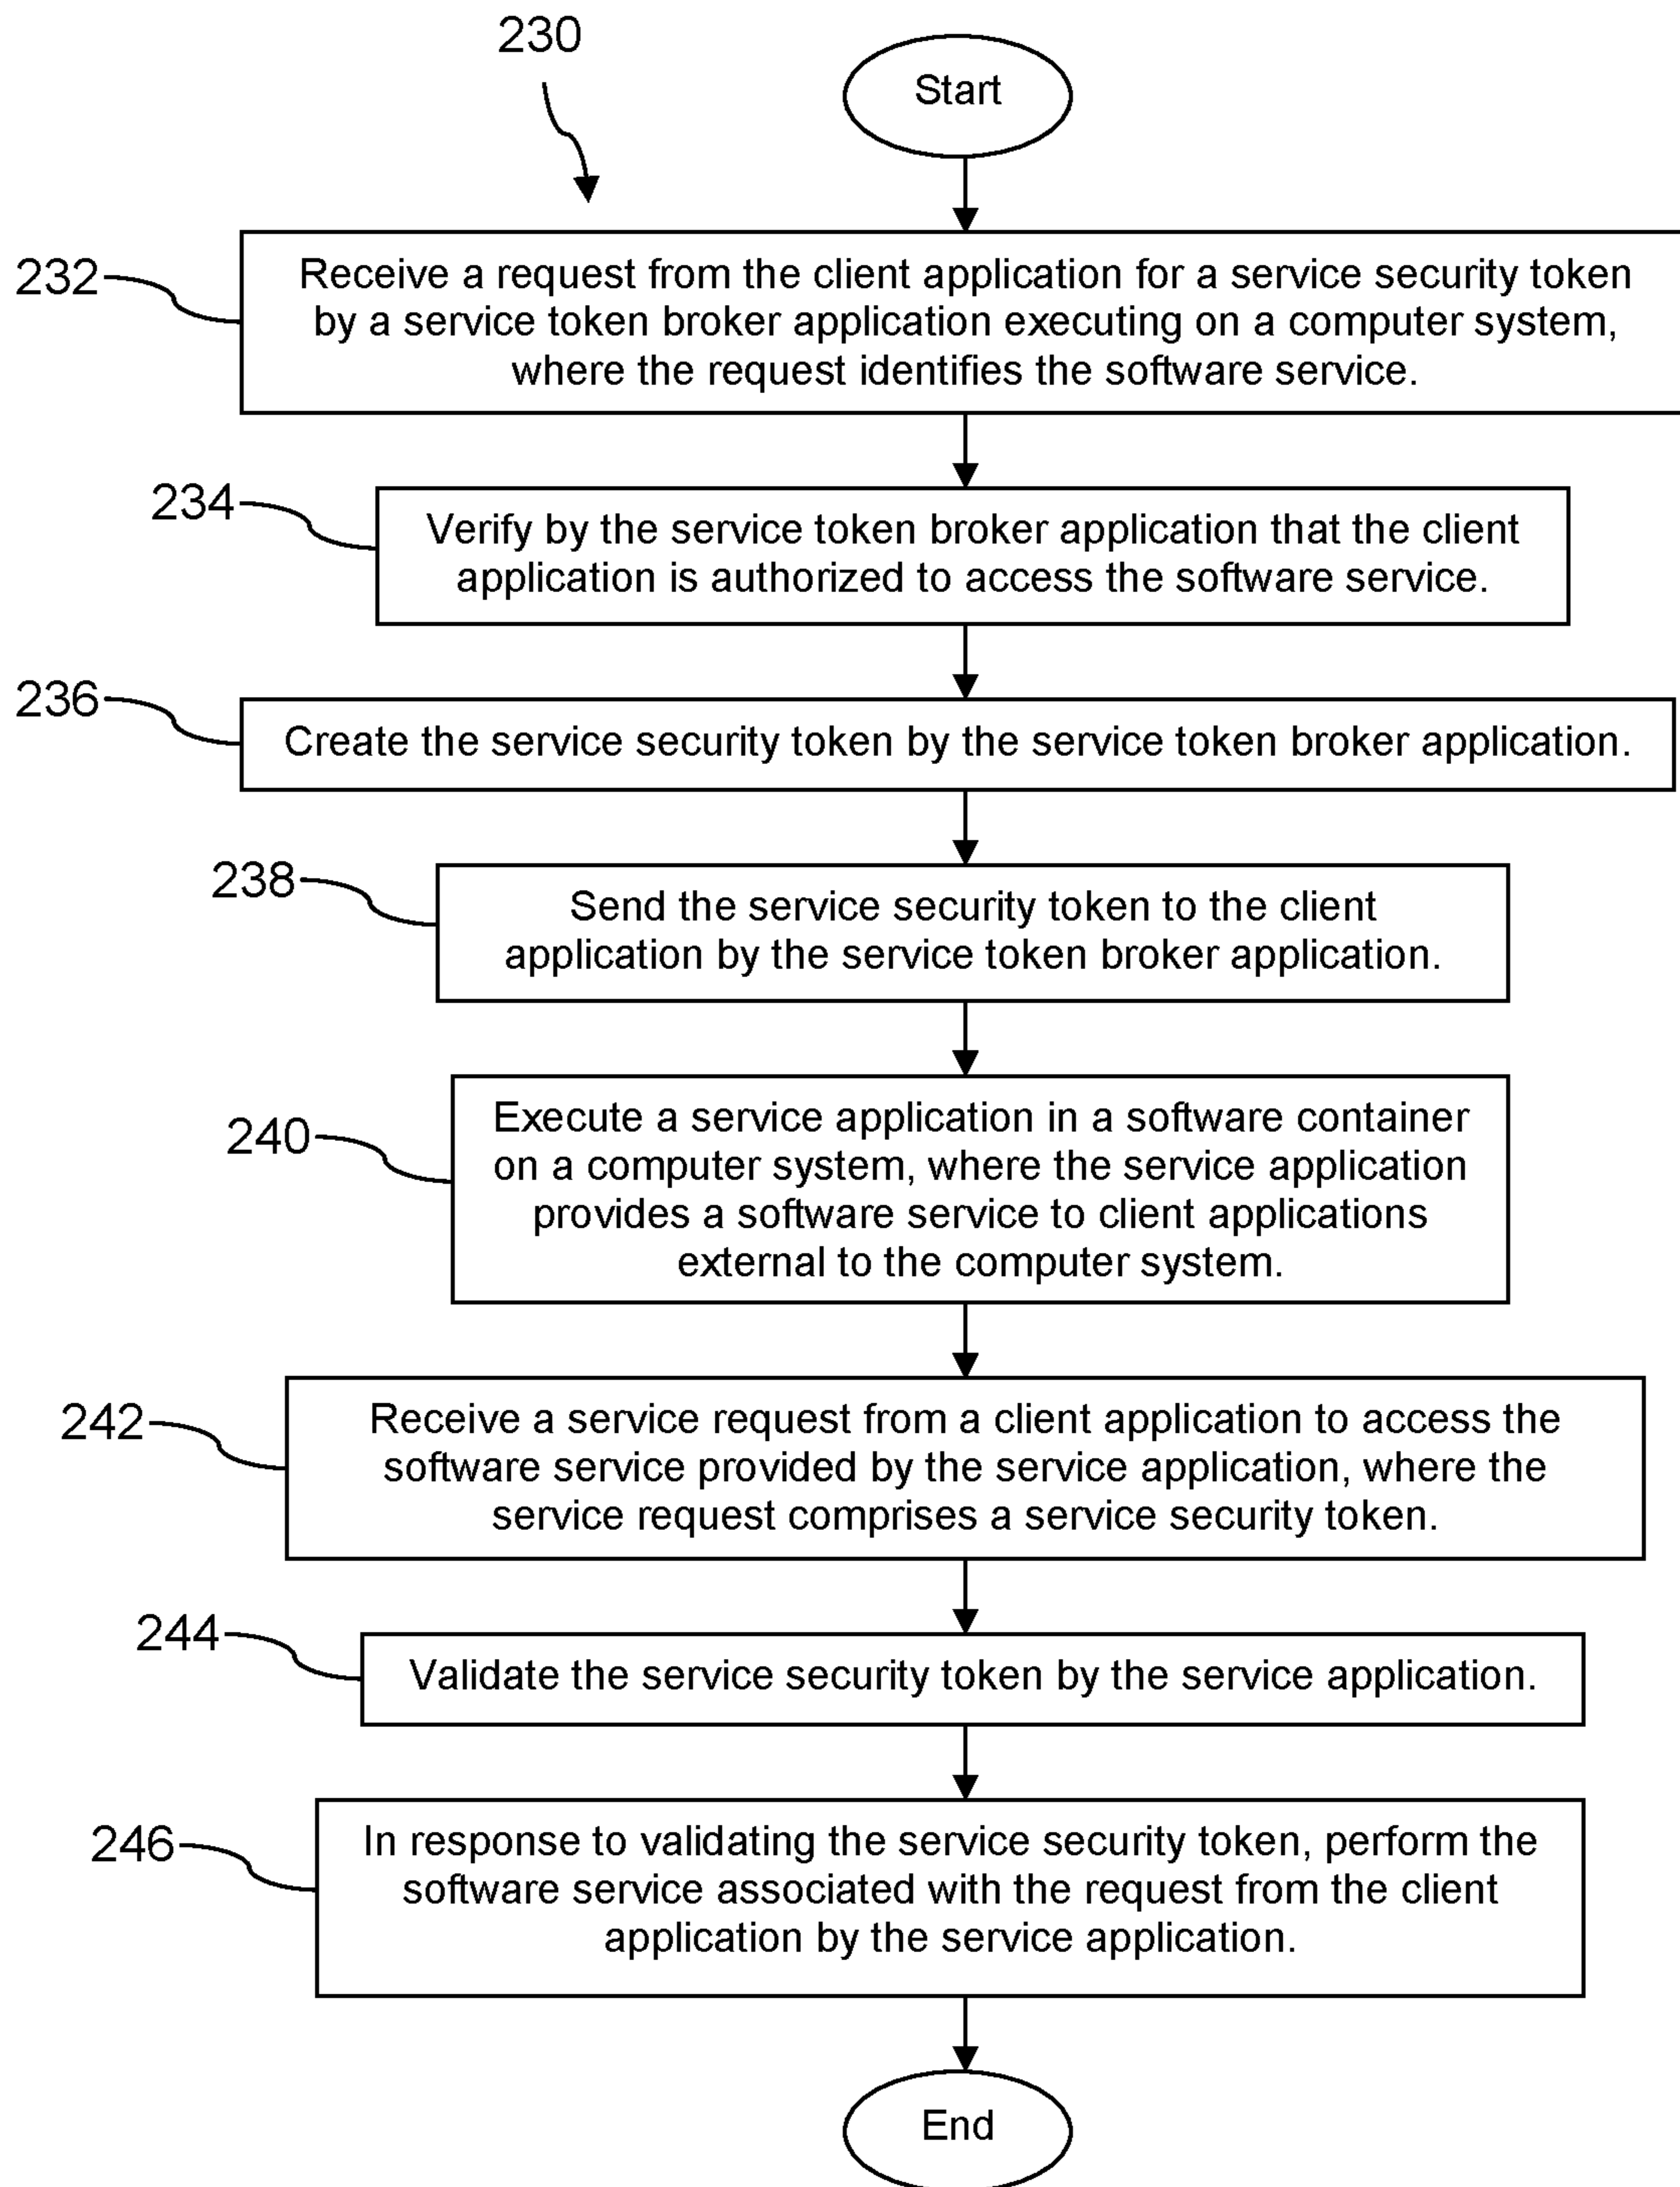 230
Start
232
Receive a request from the client application for a service security token
by a service token broker application executing on a computer system,
where the request identifies the software service.
234
Verify by the service token broker application that the client
application is authorized to access the software service.
236
Create the service security token by the service token broker application.
238
Send the service security token to the client
application by the service token broker application.
240
Execute a service application in a software container
on a computer system, where the service application
provides a software service to client applications
external to the computer system.
242
Receive a service request from a client application to access the
software service provided by the service application, where the
service request comprises a service security token.
244
Validate the service security token by the service application.
246
In response to validating the service security token, perform the
software service associated with the request from the client
application by the service application.
End